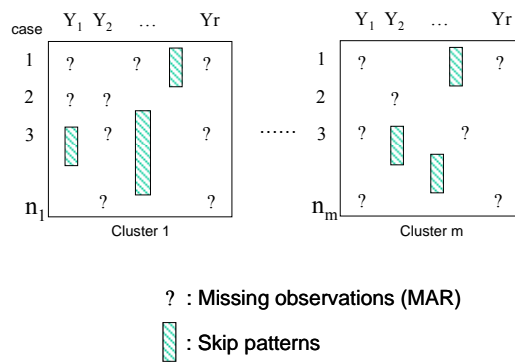 case Y1 Y2 … Yr
1 ? ? ?
2 ? ?
3 ? ?
n1 ? ?
Cluster 1
……
Y1 Y2 … Yr
1 ? ?
2 ?
3 ? ?
nm ? ?
Cluster m
? : Missing observations (MAR)
: Skip patterns